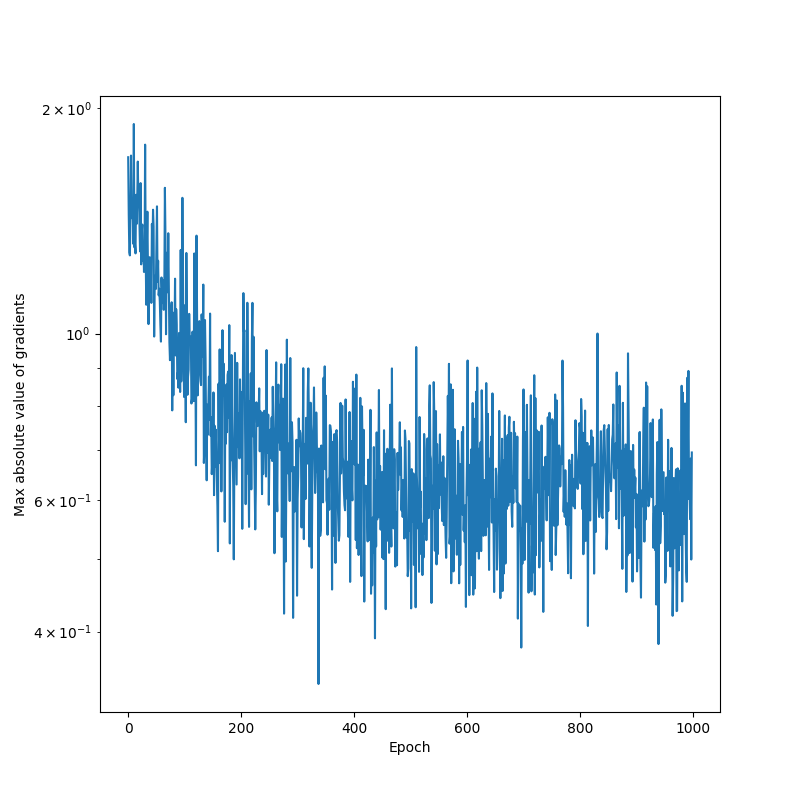 2 × 10⁰
10⁰
6 × 10⁻¹
4 × 10⁻¹
Max absolute value of gradients
0 200 400 600 800 1000
Epoch